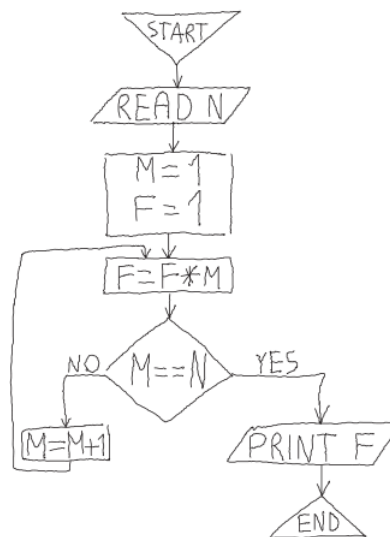 START
READ N
M=1
F=1
F=F*M
M==N
NO
YES
M=M+1
PRINT F
END